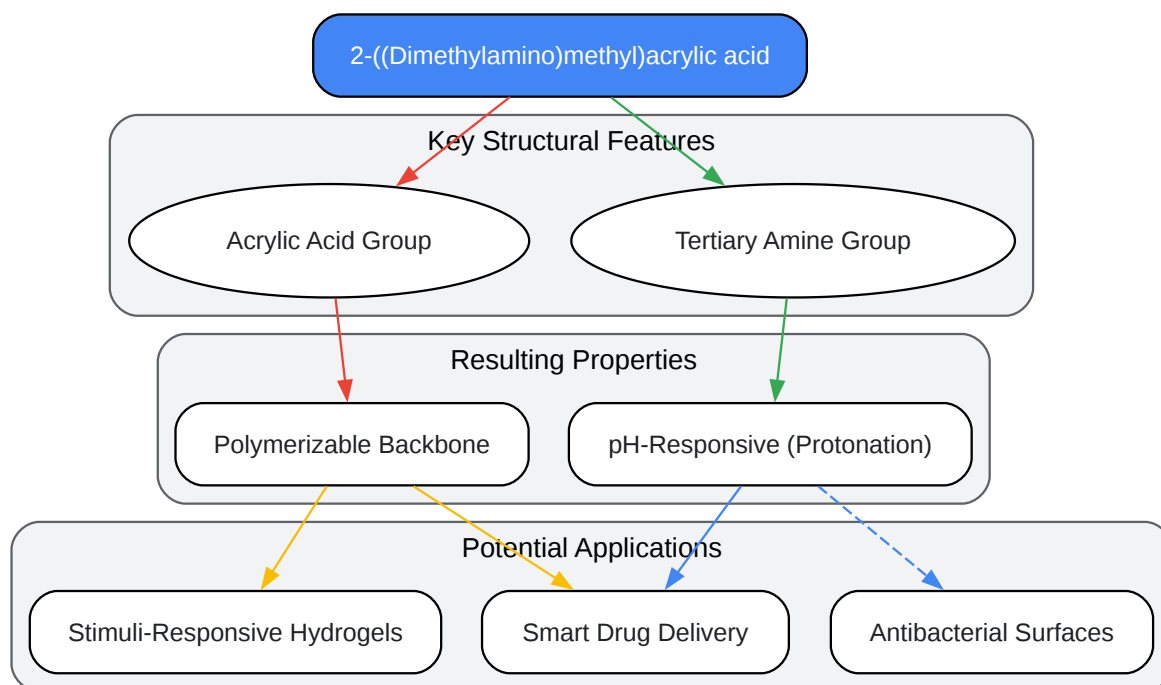 2-((Dimethylamino)methyl)acrylic acid
Key Structural Features
Acrylic Acid Group
Tertiary Amine Group
Resulting Properties
Polymerizable Backbone
pH-Responsive (Protonation)
Potential Applications
Stimuli-Responsive Hydrogels
Smart Drug Delivery
Antibacterial Surfaces